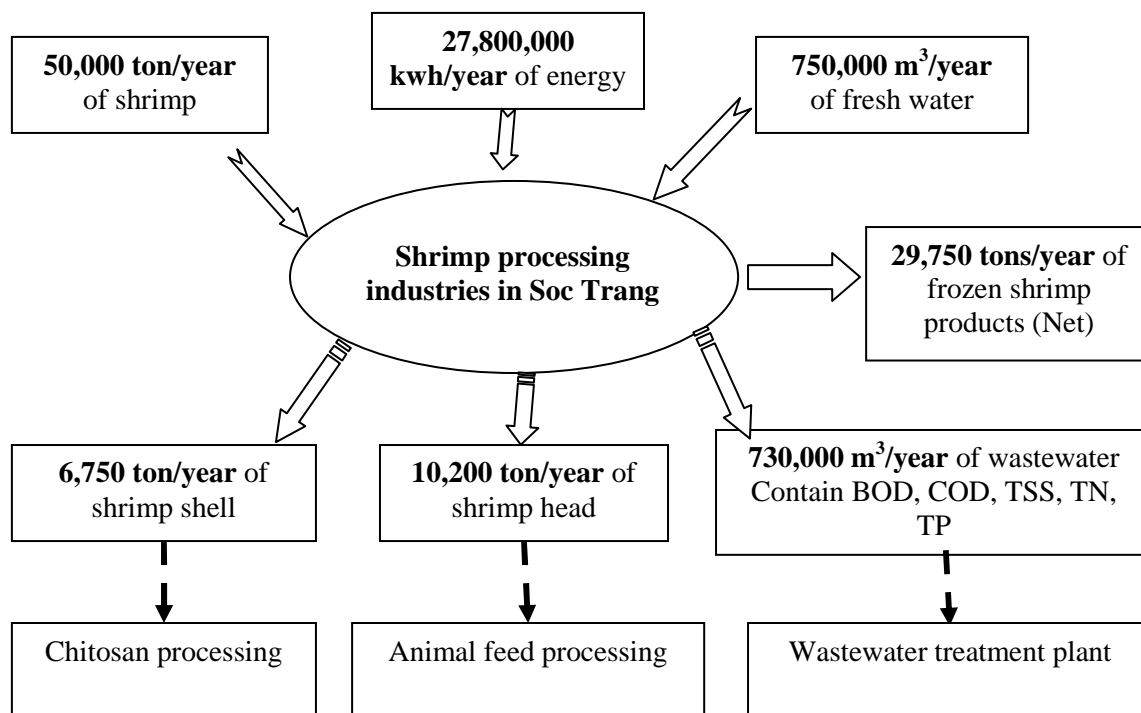 50,000 ton/year
of shrimp
27,800,000
kwh/year of energy
750,000 m³/year
of fresh water
Shrimp processing
industries in Soc Trang
29,750 tons/year of
frozen shrimp
products (Net)
6,750 ton/year of
shrimp shell
10,200 ton/year of
shrimp head
730,000 m³/year of wastewater
Contain BOD, COD, TSS, TN,
TP
Chitosan processing
Animal feed processing
Wastewater treatment plant